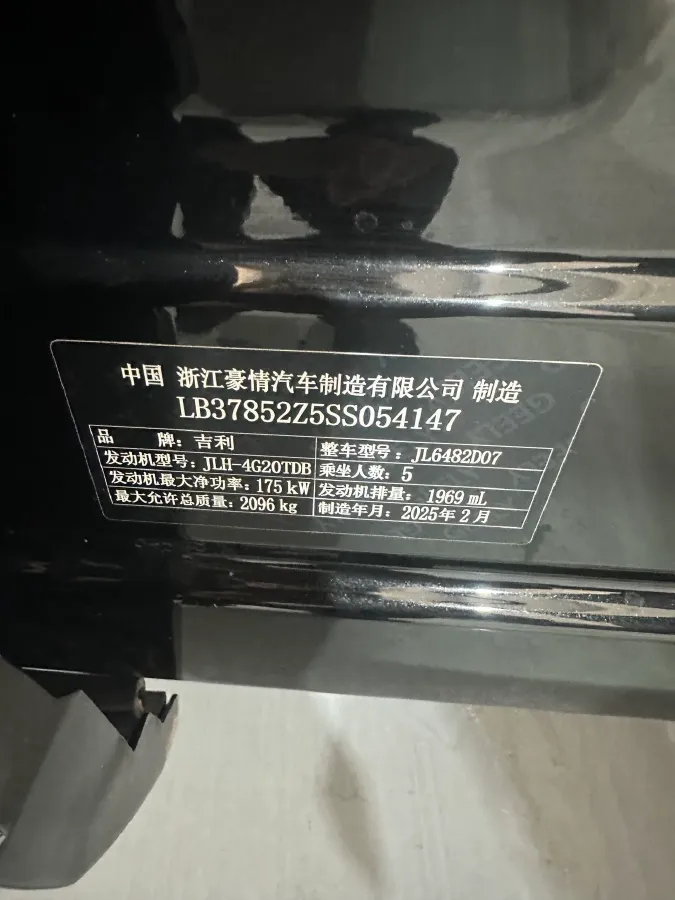 中国 浙江豪情汽车制造有限公司 制造
LB37852Z5SS054147
品 牌：吉利 整车型号：JL6482D07
发动机型号：JLH-4G20TDB 乘坐人数：5
发动机最大净功率：175 kW 发动机排量：1969 mL
最大允许总质量：2096 kg 制造年月：2025年2月